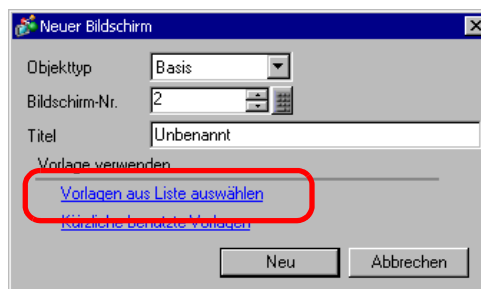 Neuer Bildschirm
Objekttyp Basis
Bildschirm-Nr. 2
Titel Unbenannt
Vorlage verwenden
Vorlagen aus Liste auswählen
Kürzliche benutzte Vorlagen
Neu Abbrechen